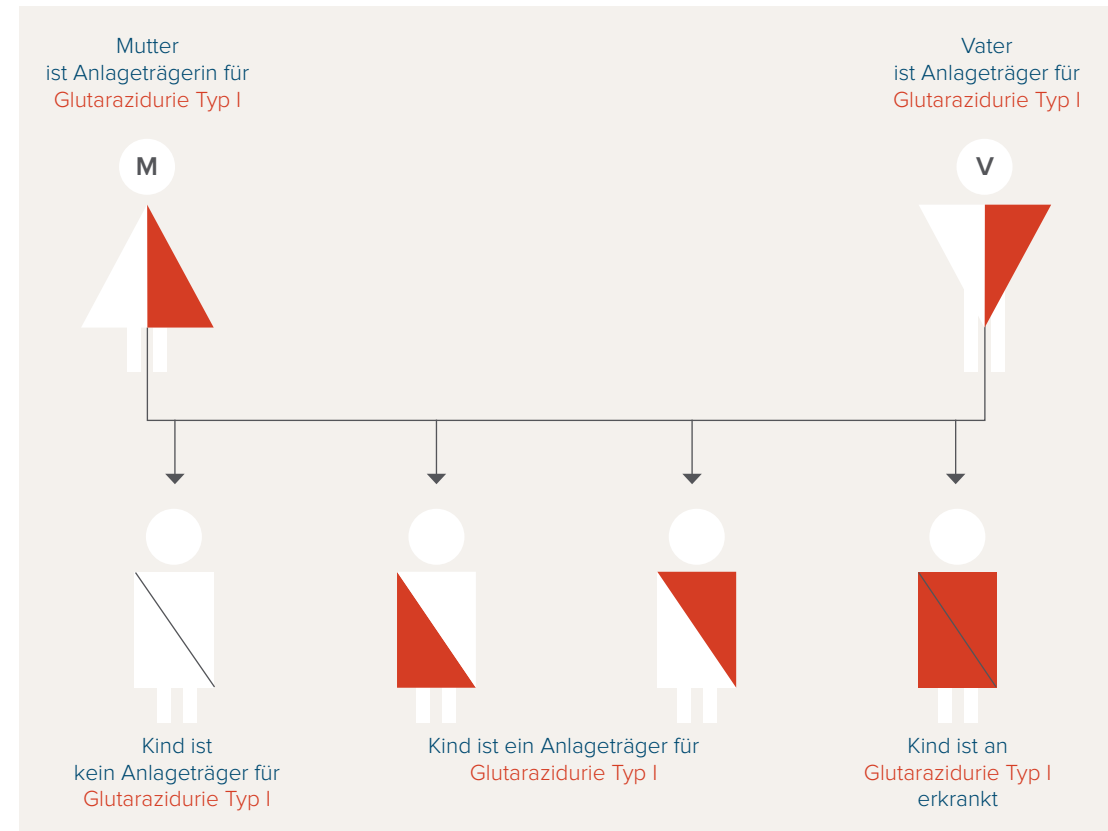 Mutter
ist Anlageträgerin für
Glutarazidurie Typ I
Vater
ist Anlageträger für
Glutarazidurie Typ I
M
V
Kind ist
kein Anlageträger für
Glutarazidurie Typ I
Kind ist ein Anlageträger für
Glutarazidurie Typ I
Kind ist an
Glutarazidurie Typ I
erkrankt